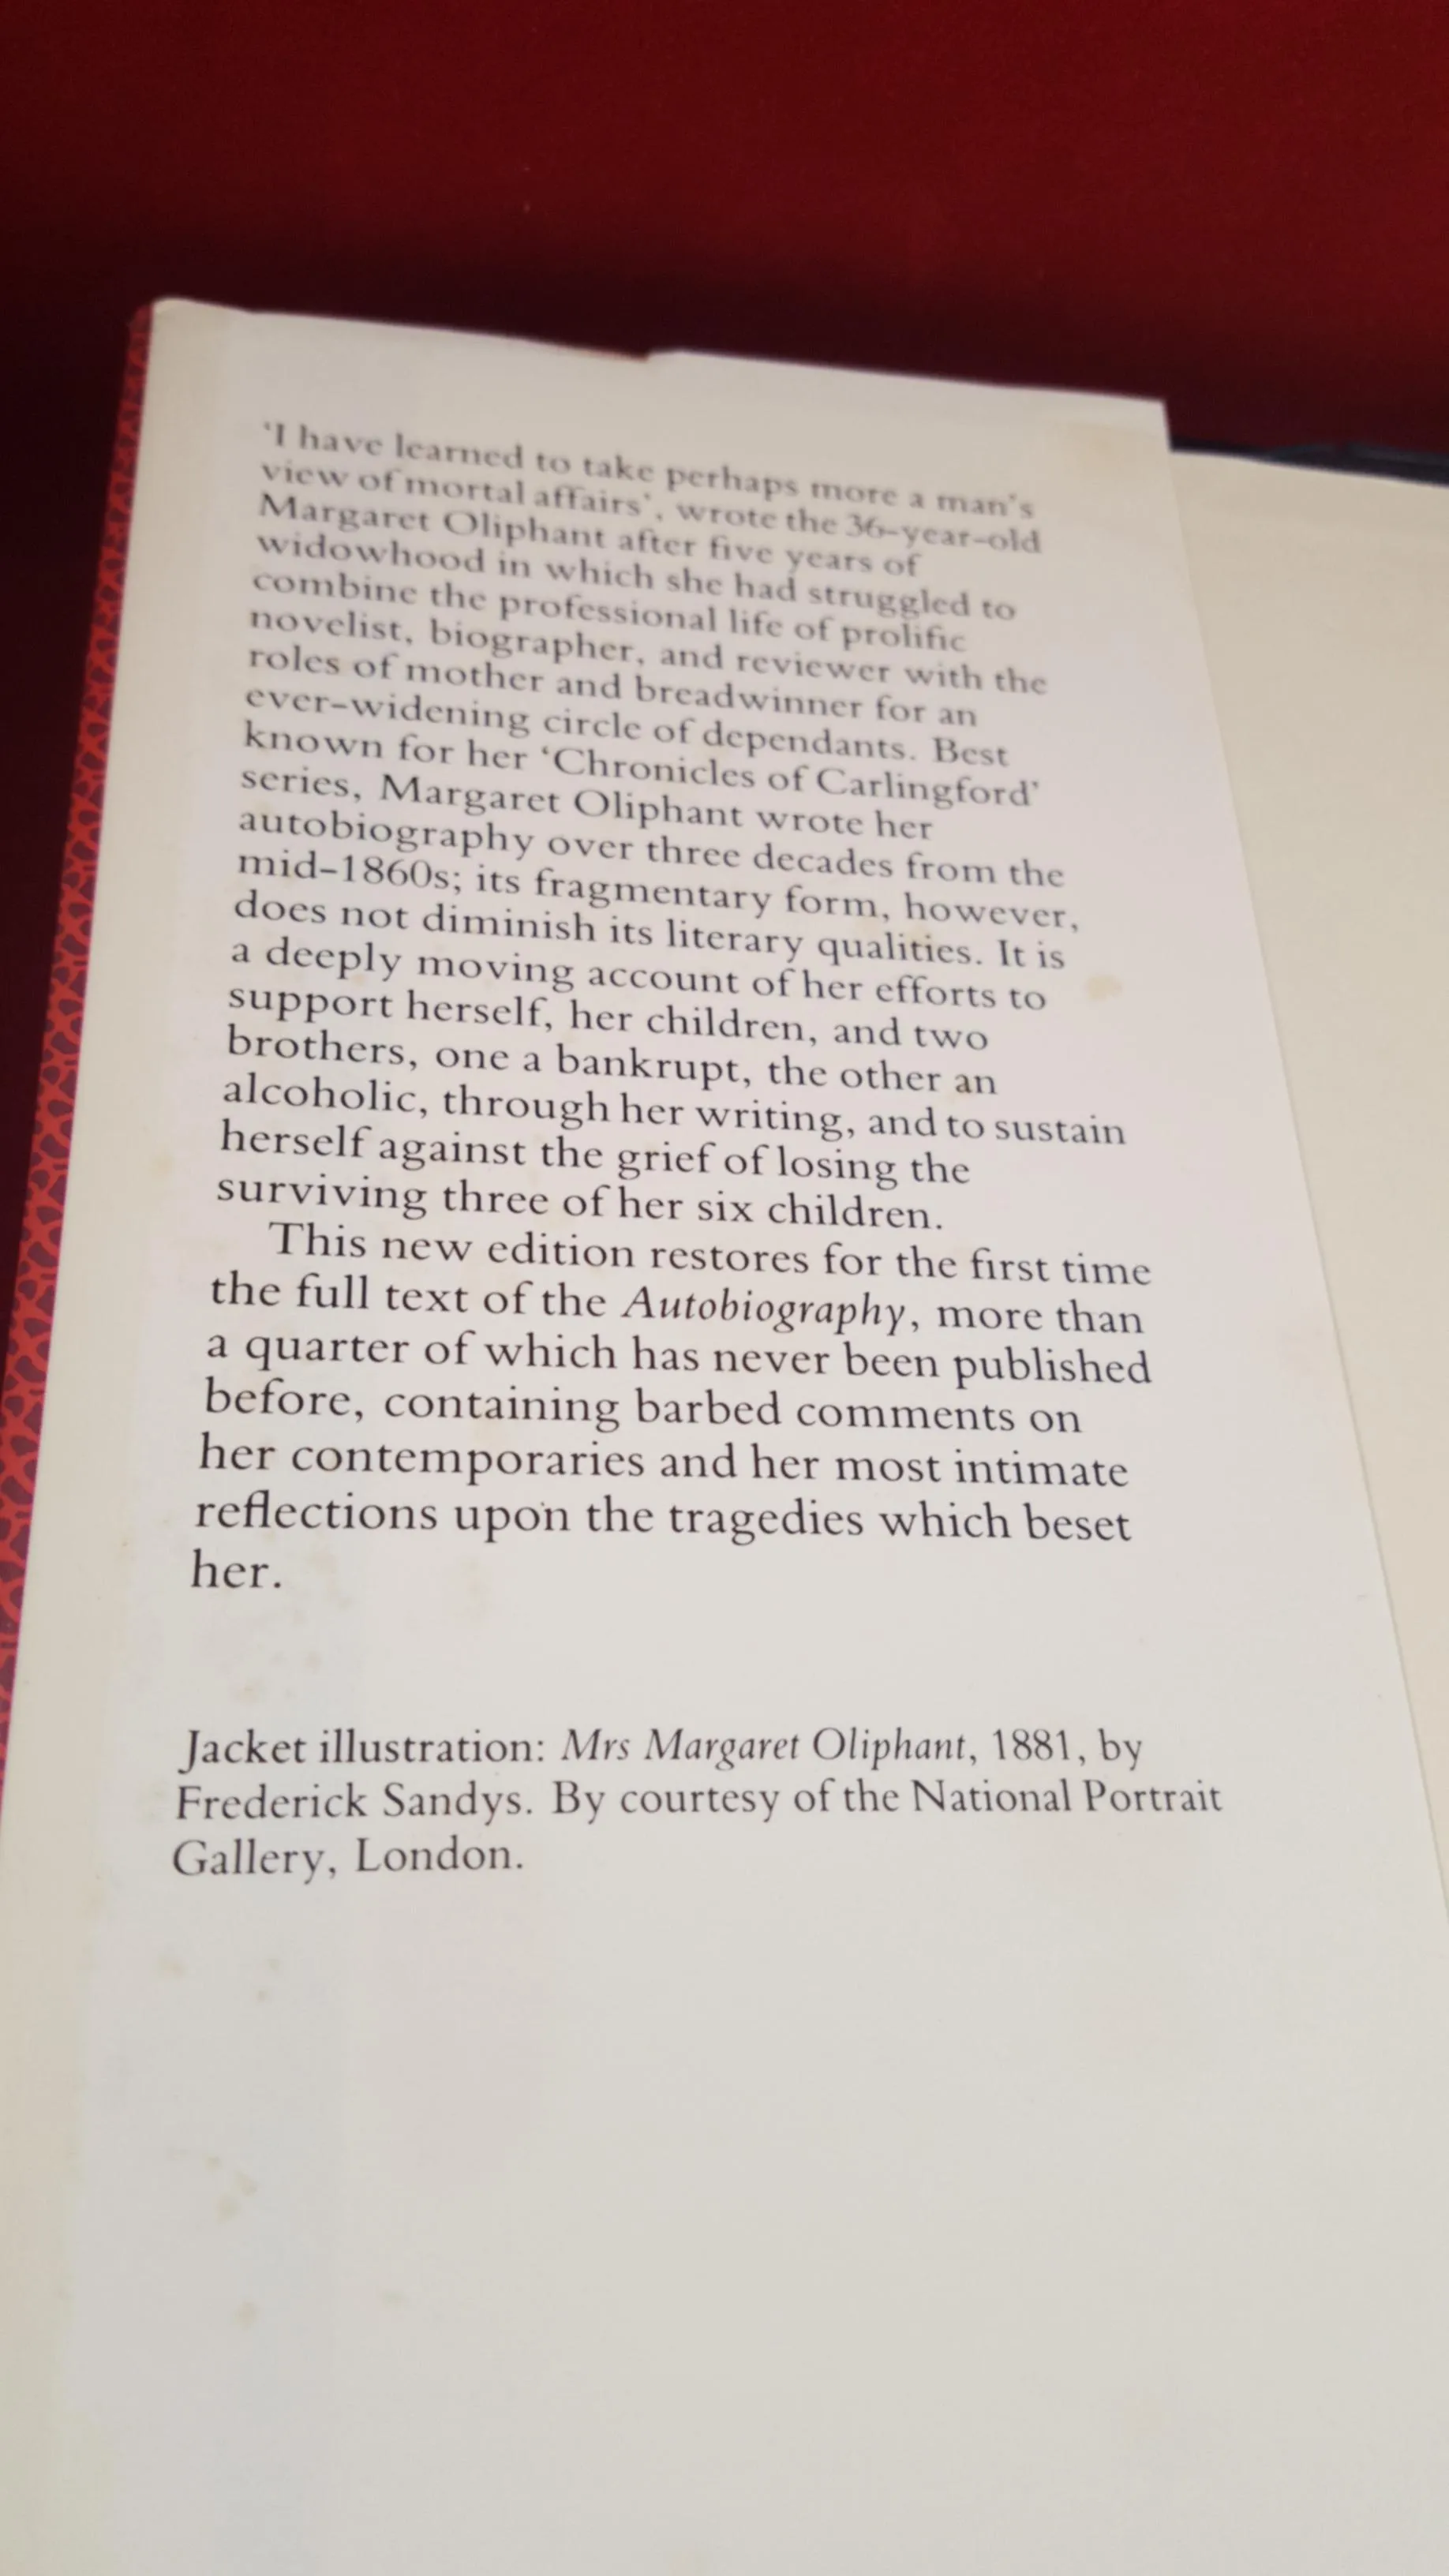 'I have learned to take perhaps more a man's
view of mortal affairs', wrote the 36-year-old
Margaret Oliphant after five years of
widowhood in which she had struggled to
combine the professional life of prolific
novelist, biographer, and reviewer with the
roles of mother and breadwinner for an
ever-widening circle of dependants. Best
known for her 'Chronicles of Carlingford'
series, Margaret Oliphant wrote her
autobiography over three decades from the
mid-1860s; its fragmentary form, however,
does not diminish its literary qualities. It is
a deeply moving account of her efforts to
support herself, her children, and two
brothers, one a bankrupt, the other an
alcoholic, through her writing, and to sustain
herself against the grief of losing the
surviving three of her six children.
This new edition restores for the first time
the full text of the Autobiography, more than
a quarter of which has never been published
before, containing barbed comments on
her contemporaries and her most intimate
reflections upon the tragedies which beset
her.
Jacket illustration: Mrs Margaret Oliphant, 1881, by
Frederick Sandys. By courtesy of the National Portrait
Gallery, London.